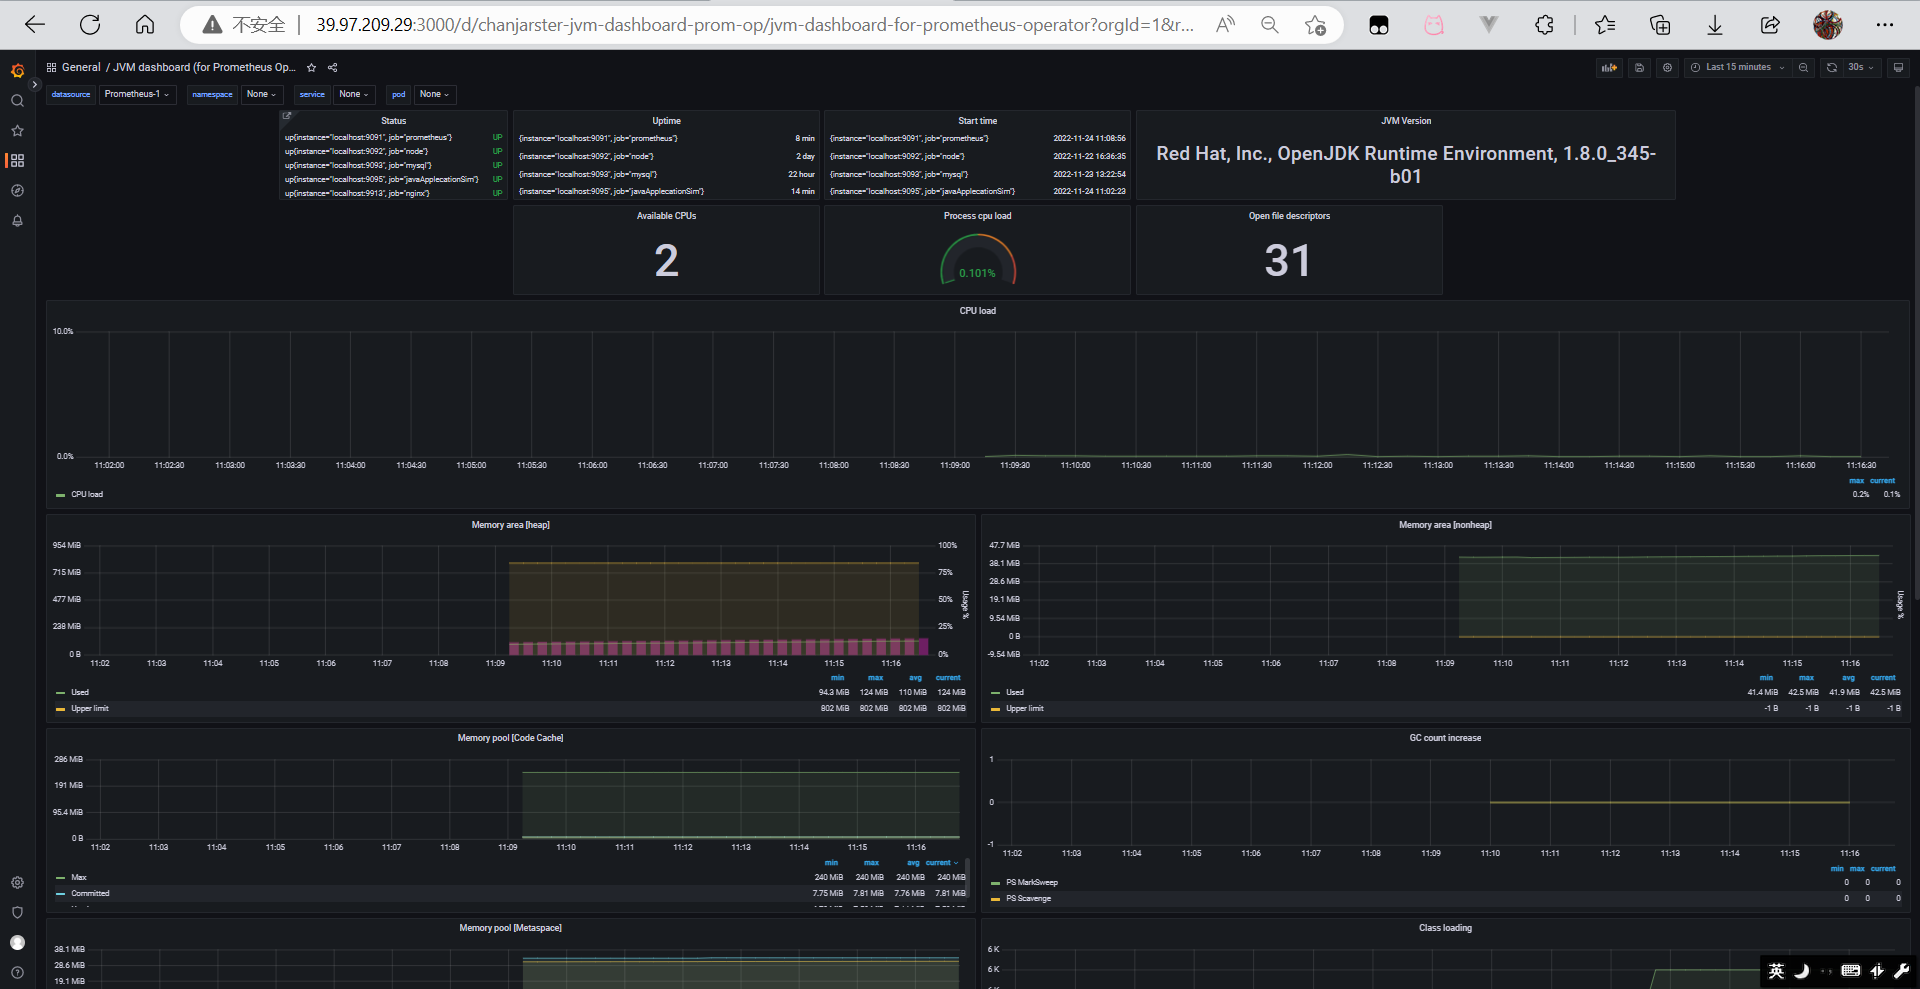 不安全 39.97.209.29:3000/d/chanjarster-jvm-dashboard-prom-op/jvm-dashboard-for-prometheus-operator?orgId=1&r...
General / JVM dashboard (for Prometheus Op...
Last 15 minutes 30s
datasource Prometheus-1 namespace None service None pod None
Status
up{instance="localhost:9091", job="prometheus"} UP
up{instance="localhost:9092", job="node"} UP
up{instance="localhost:9093", job="mysql"} UP
up{instance="localhost:9095", job="javaApplecationSim"} UP
up{instance="localhost:9913", job="nginx"} UP
Uptime
{instance="localhost:9091", job="prometheus"} 8 min
{instance="localhost:9092", job="node"} 2 day
{instance="localhost:9093", job="mysql"} 22 hour
{instance="localhost:9095", job="javaApplecationSim"} 14 min
Start time
{instance="localhost:9091", job="prometheus"} 2022-11-24 11:08:56
{instance="localhost:9092", job="node"} 2022-11-22 16:36:35
{instance="localhost:9093", job="mysql"} 2022-11-23 13:22:54
{instance="localhost:9095", job="javaApplecationSim"} 2022-11-24 11:02:23
JVM Version
Red Hat, Inc., OpenJDK Runtime Environment, 1.8.0_345-
b01
Available CPUs
2
Process cpu load
0.101%
Open file descriptors
31
CPU load
10.0%
0.0%
11:02:00 11:02:30 11:03:00 11:03:30 11:04:00 11:04:30 11:05:00 11:05:30 11:06:00 11:06:30 11:07:00 11:07:30 11:08:00 11:08:30 11:09:00 11:09:30 11:10:00 11:10:30 11:11:00 11:11:30 11:12:00 11:12:30 11:13:00 11:13:30 11:14:00 11:14:30 11:15:00 11:15:30 11:16:00 11:16:30
max current
CPU load 0.2% 0.1%
Memory area [heap]
954 MiB 100%
715 MiB 75%
477 MiB 50%
238 MiB 25%
0 B 0%
Usage %
11:02 11:03 11:04 11:05 11:06 11:07 11:08 11:09 11:10 11:11 11:12 11:13 11:14 11:15 11:16
min max avg current
Used 94.3 MiB 124 MiB 110 MiB 124 MiB
Upper limit 802 MiB 802 MiB 802 MiB 802 MiB
Memory area [nonheap]
47.7 MiB
38.1 MiB
28.6 MiB
19.1 MiB
9.54 MiB
0 B
-9.54 MiB
Usage %
11:02 11:03 11:04 11:05 11:06 11:07 11:08 11:09 11:10 11:11 11:12 11:13 11:14 11:15 11:16
min max avg current
Used 41.4 MiB 42.5 MiB 41.9 MiB 42.5 MiB
Upper limit -1 B -1 B -1 B -1 B
Memory pool [Code Cache]
286 MiB
191 MiB
95.4 MiB
0 B
11:02 11:03 11:04 11:05 11:06 11:07 11:08 11:09 11:10 11:11 11:12 11:13 11:14 11:15 11:16
min max avg current
Max 240 MiB 240 MiB 240 MiB 240 MiB
Committed 7.75 MiB 7.81 MiB 7.76 MiB 7.81 MiB
GC count increase
1
0
-1
11:02 11:03 11:04 11:05 11:06 11:07 11:08 11:09 11:10 11:11 11:12 11:13 11:14 11:15 11:16
min max current
PS MarkSweep 0 0 0
PS Scavenge 0 0 0
Memory pool [Metaspace]
38.1 MiB
28.6 MiB
19.1 MiB
Class loading
6 K
6 K
英